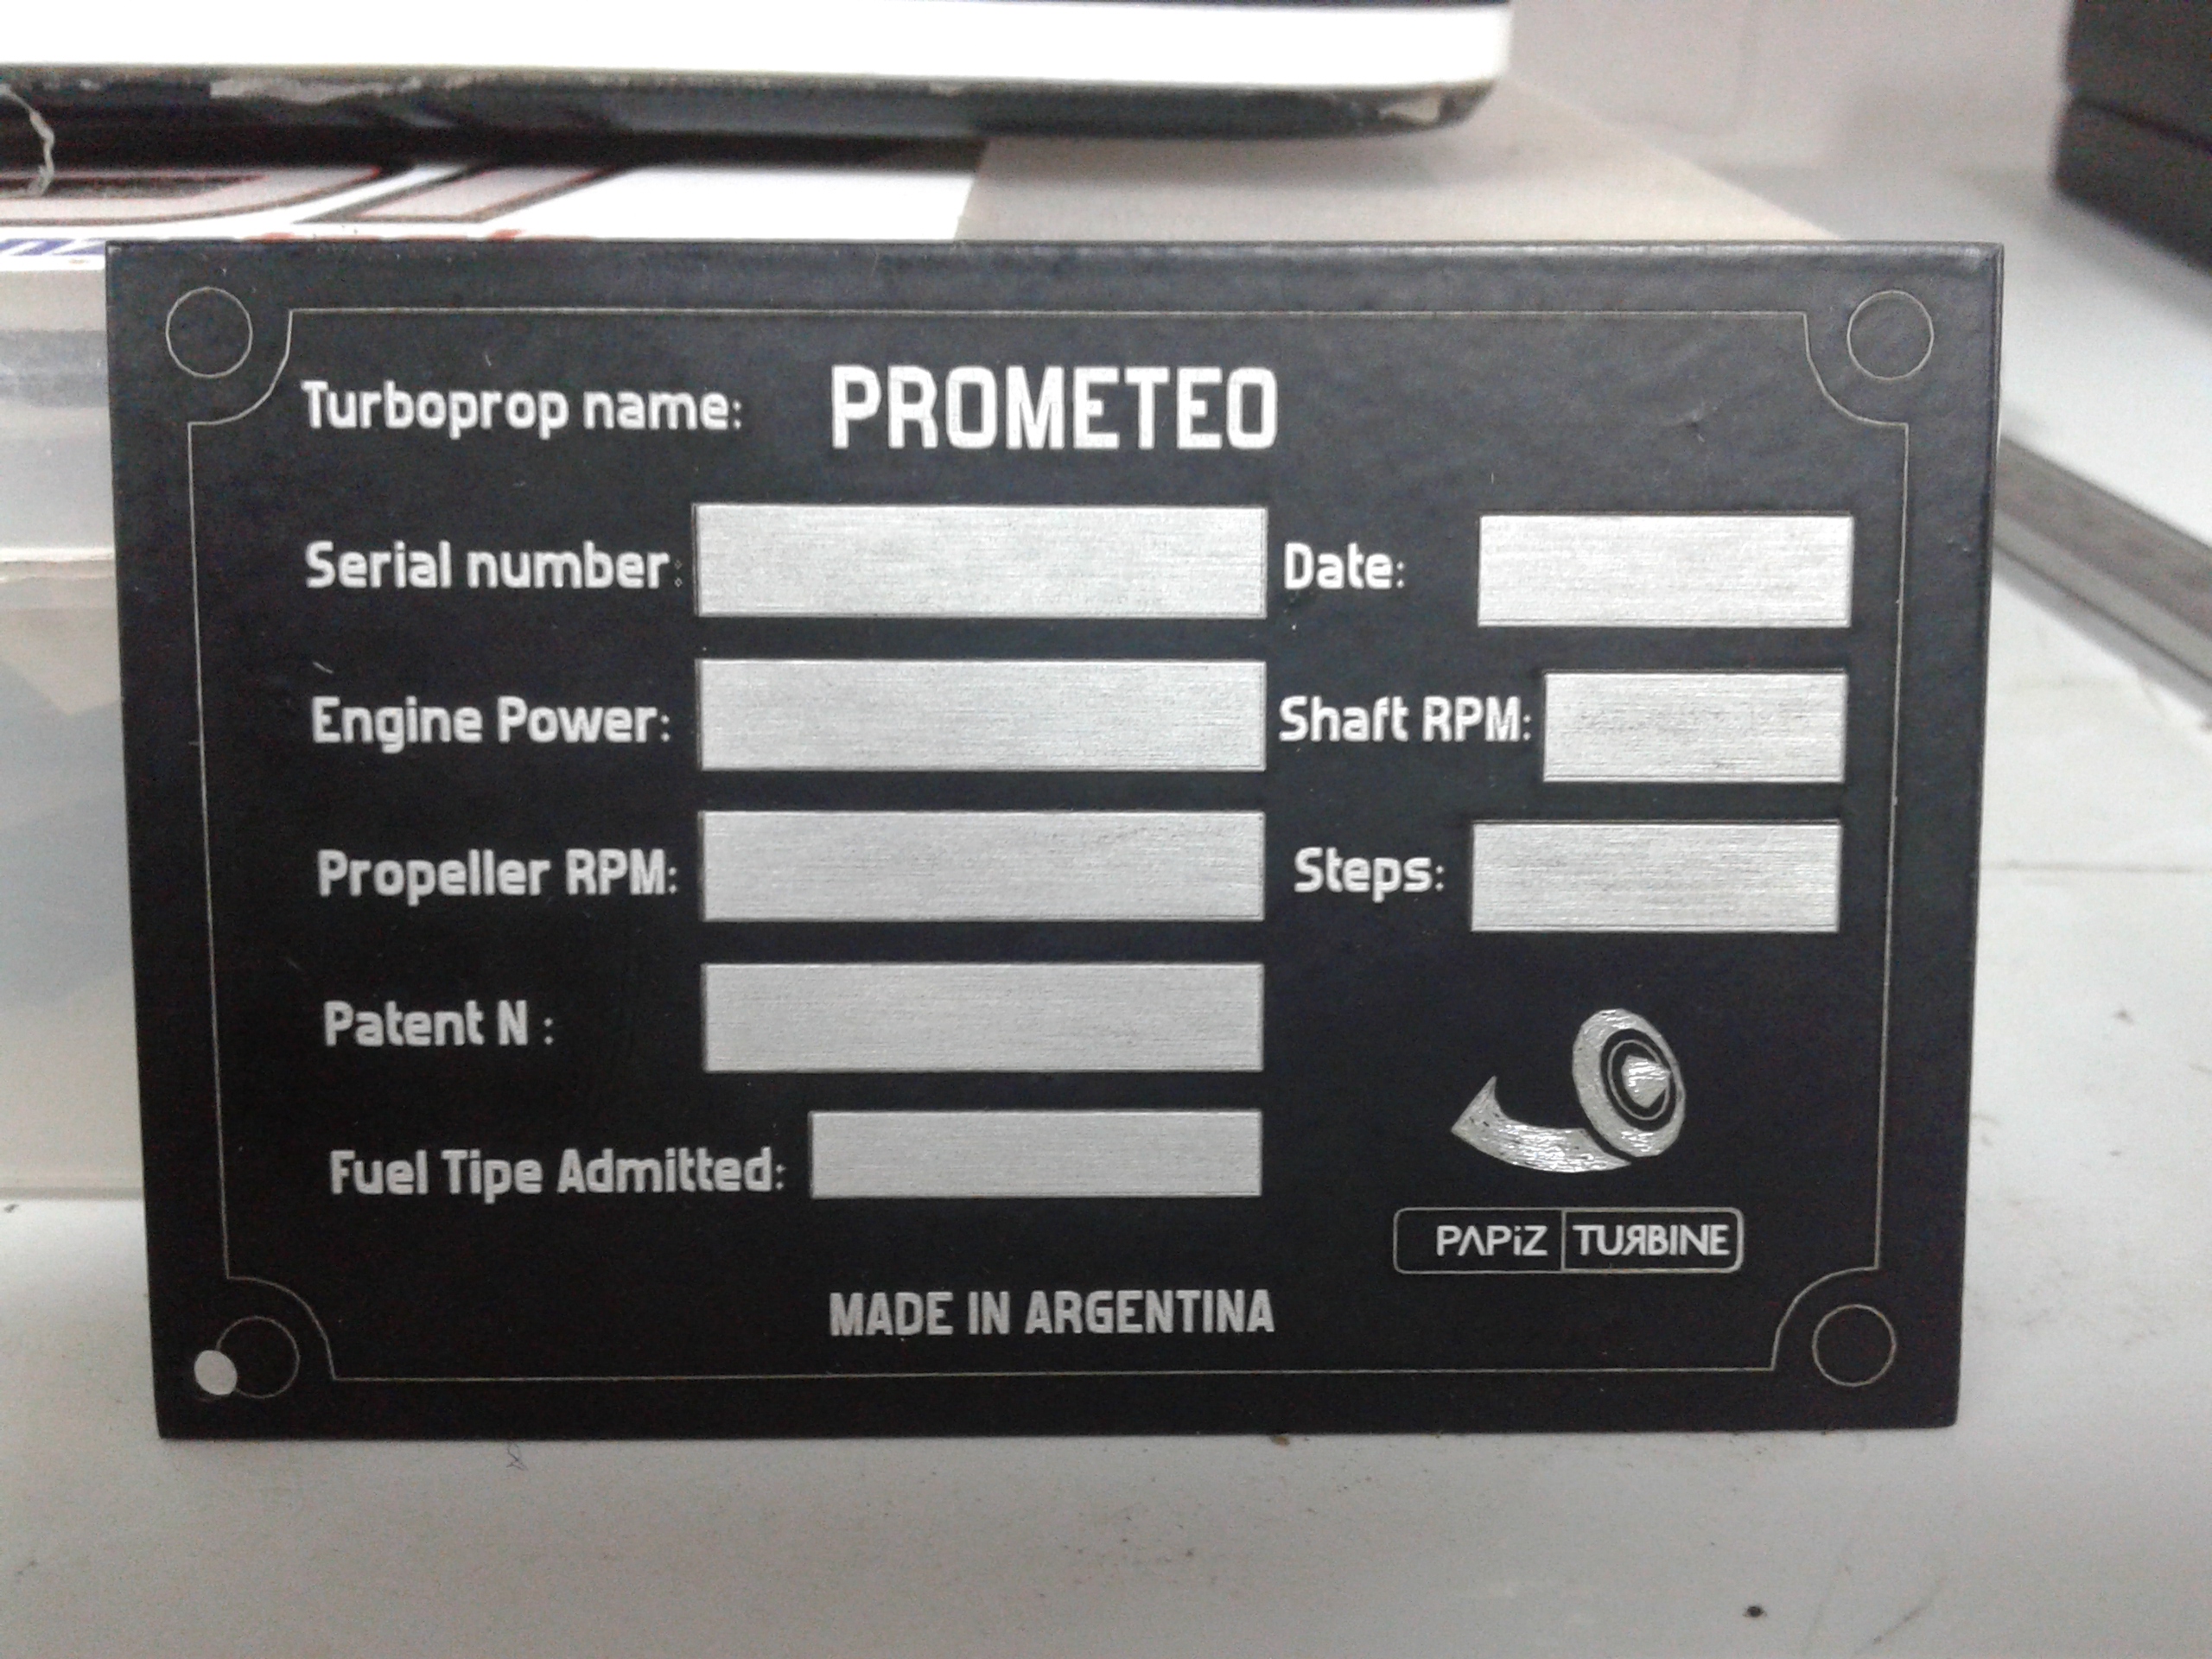 Turboprop name: PROMETEO
Serial number: Date:
Engine Power: Shaft RPM:
Propeller RPM: Steps:
Patent N :
Fuel Tipe Admitted:
PAPiZ TURBINE
MADE IN ARGENTINA